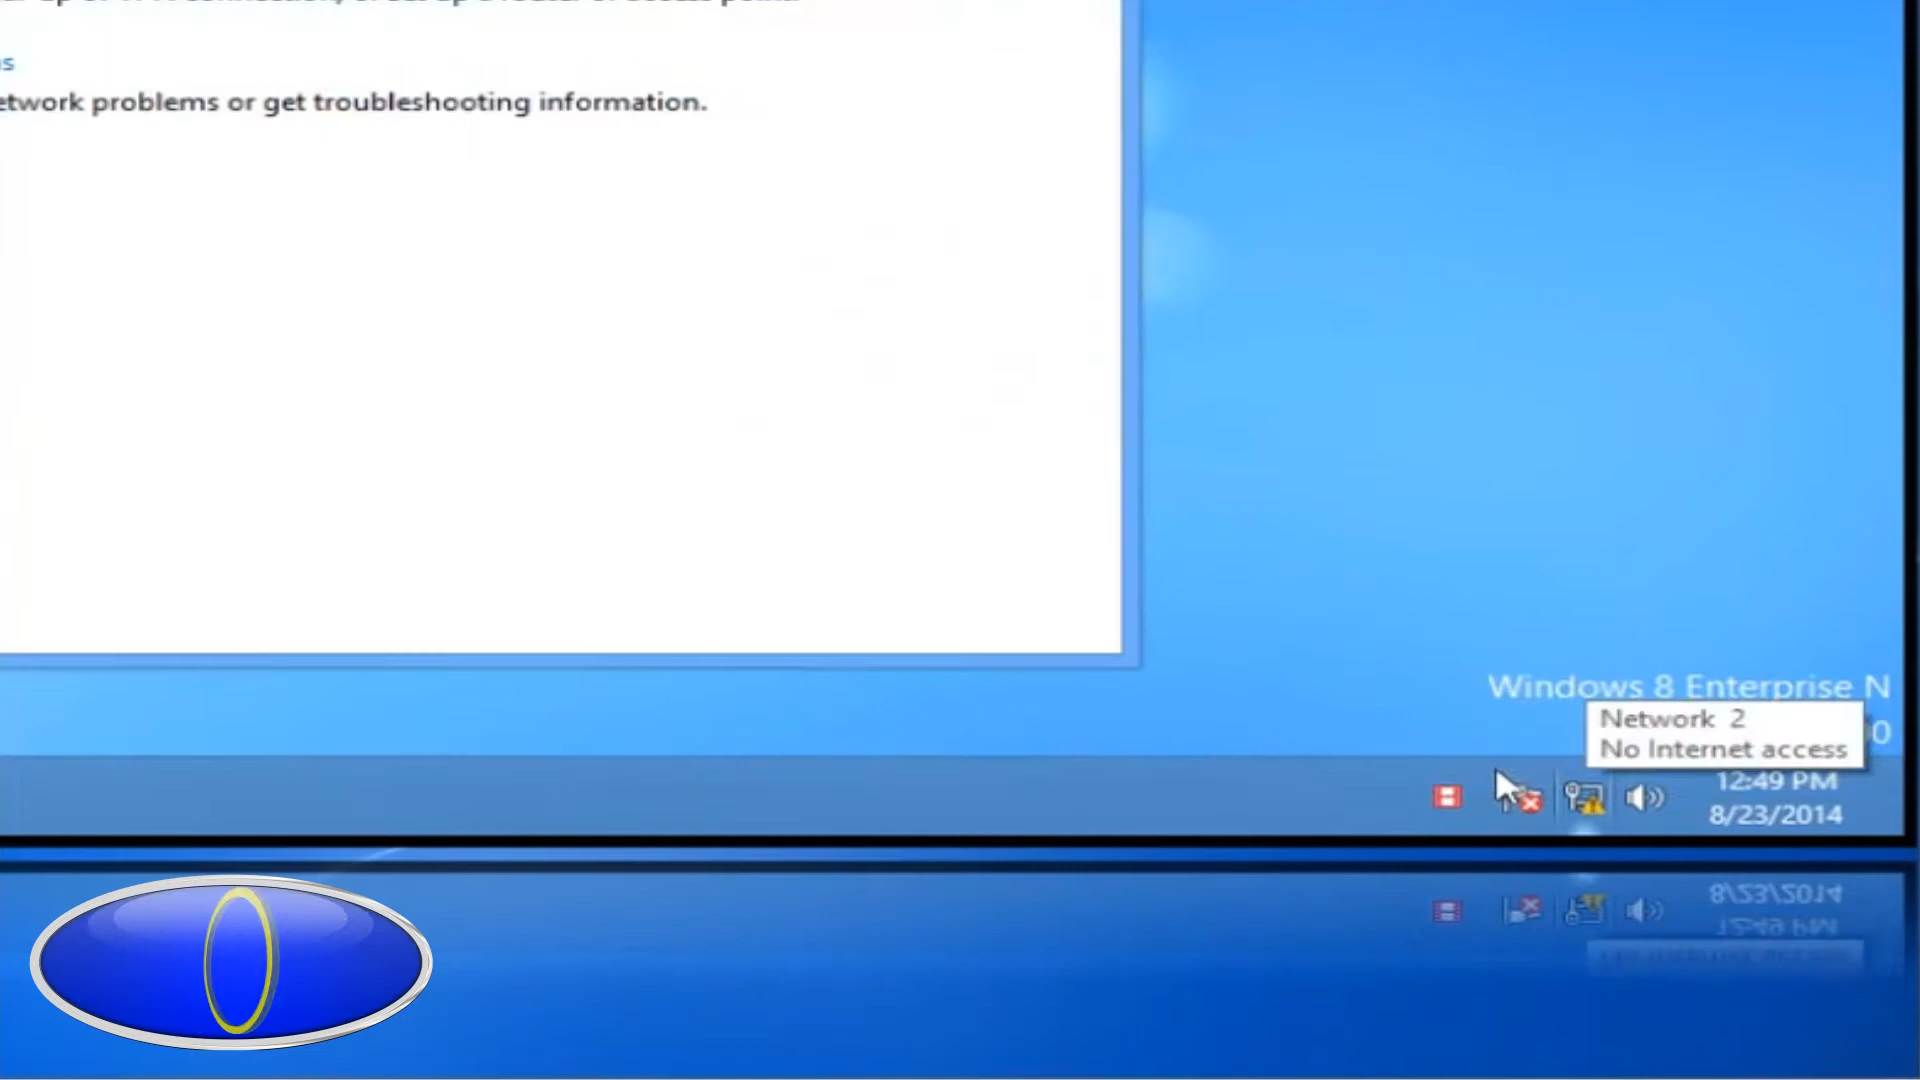 s
etwork problems or get troubleshooting information.
Windows 8 Enterprise N
Network 2
0
No Internet access
12:49 PM
8/23/2014